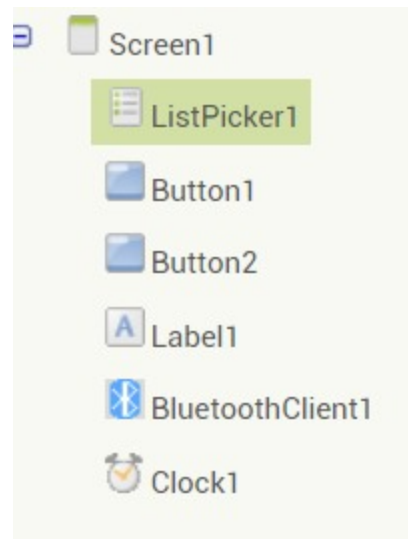 Screen1
ListPicker1
Button1
Button2
A Label1
BluetoothClient1
Clock1